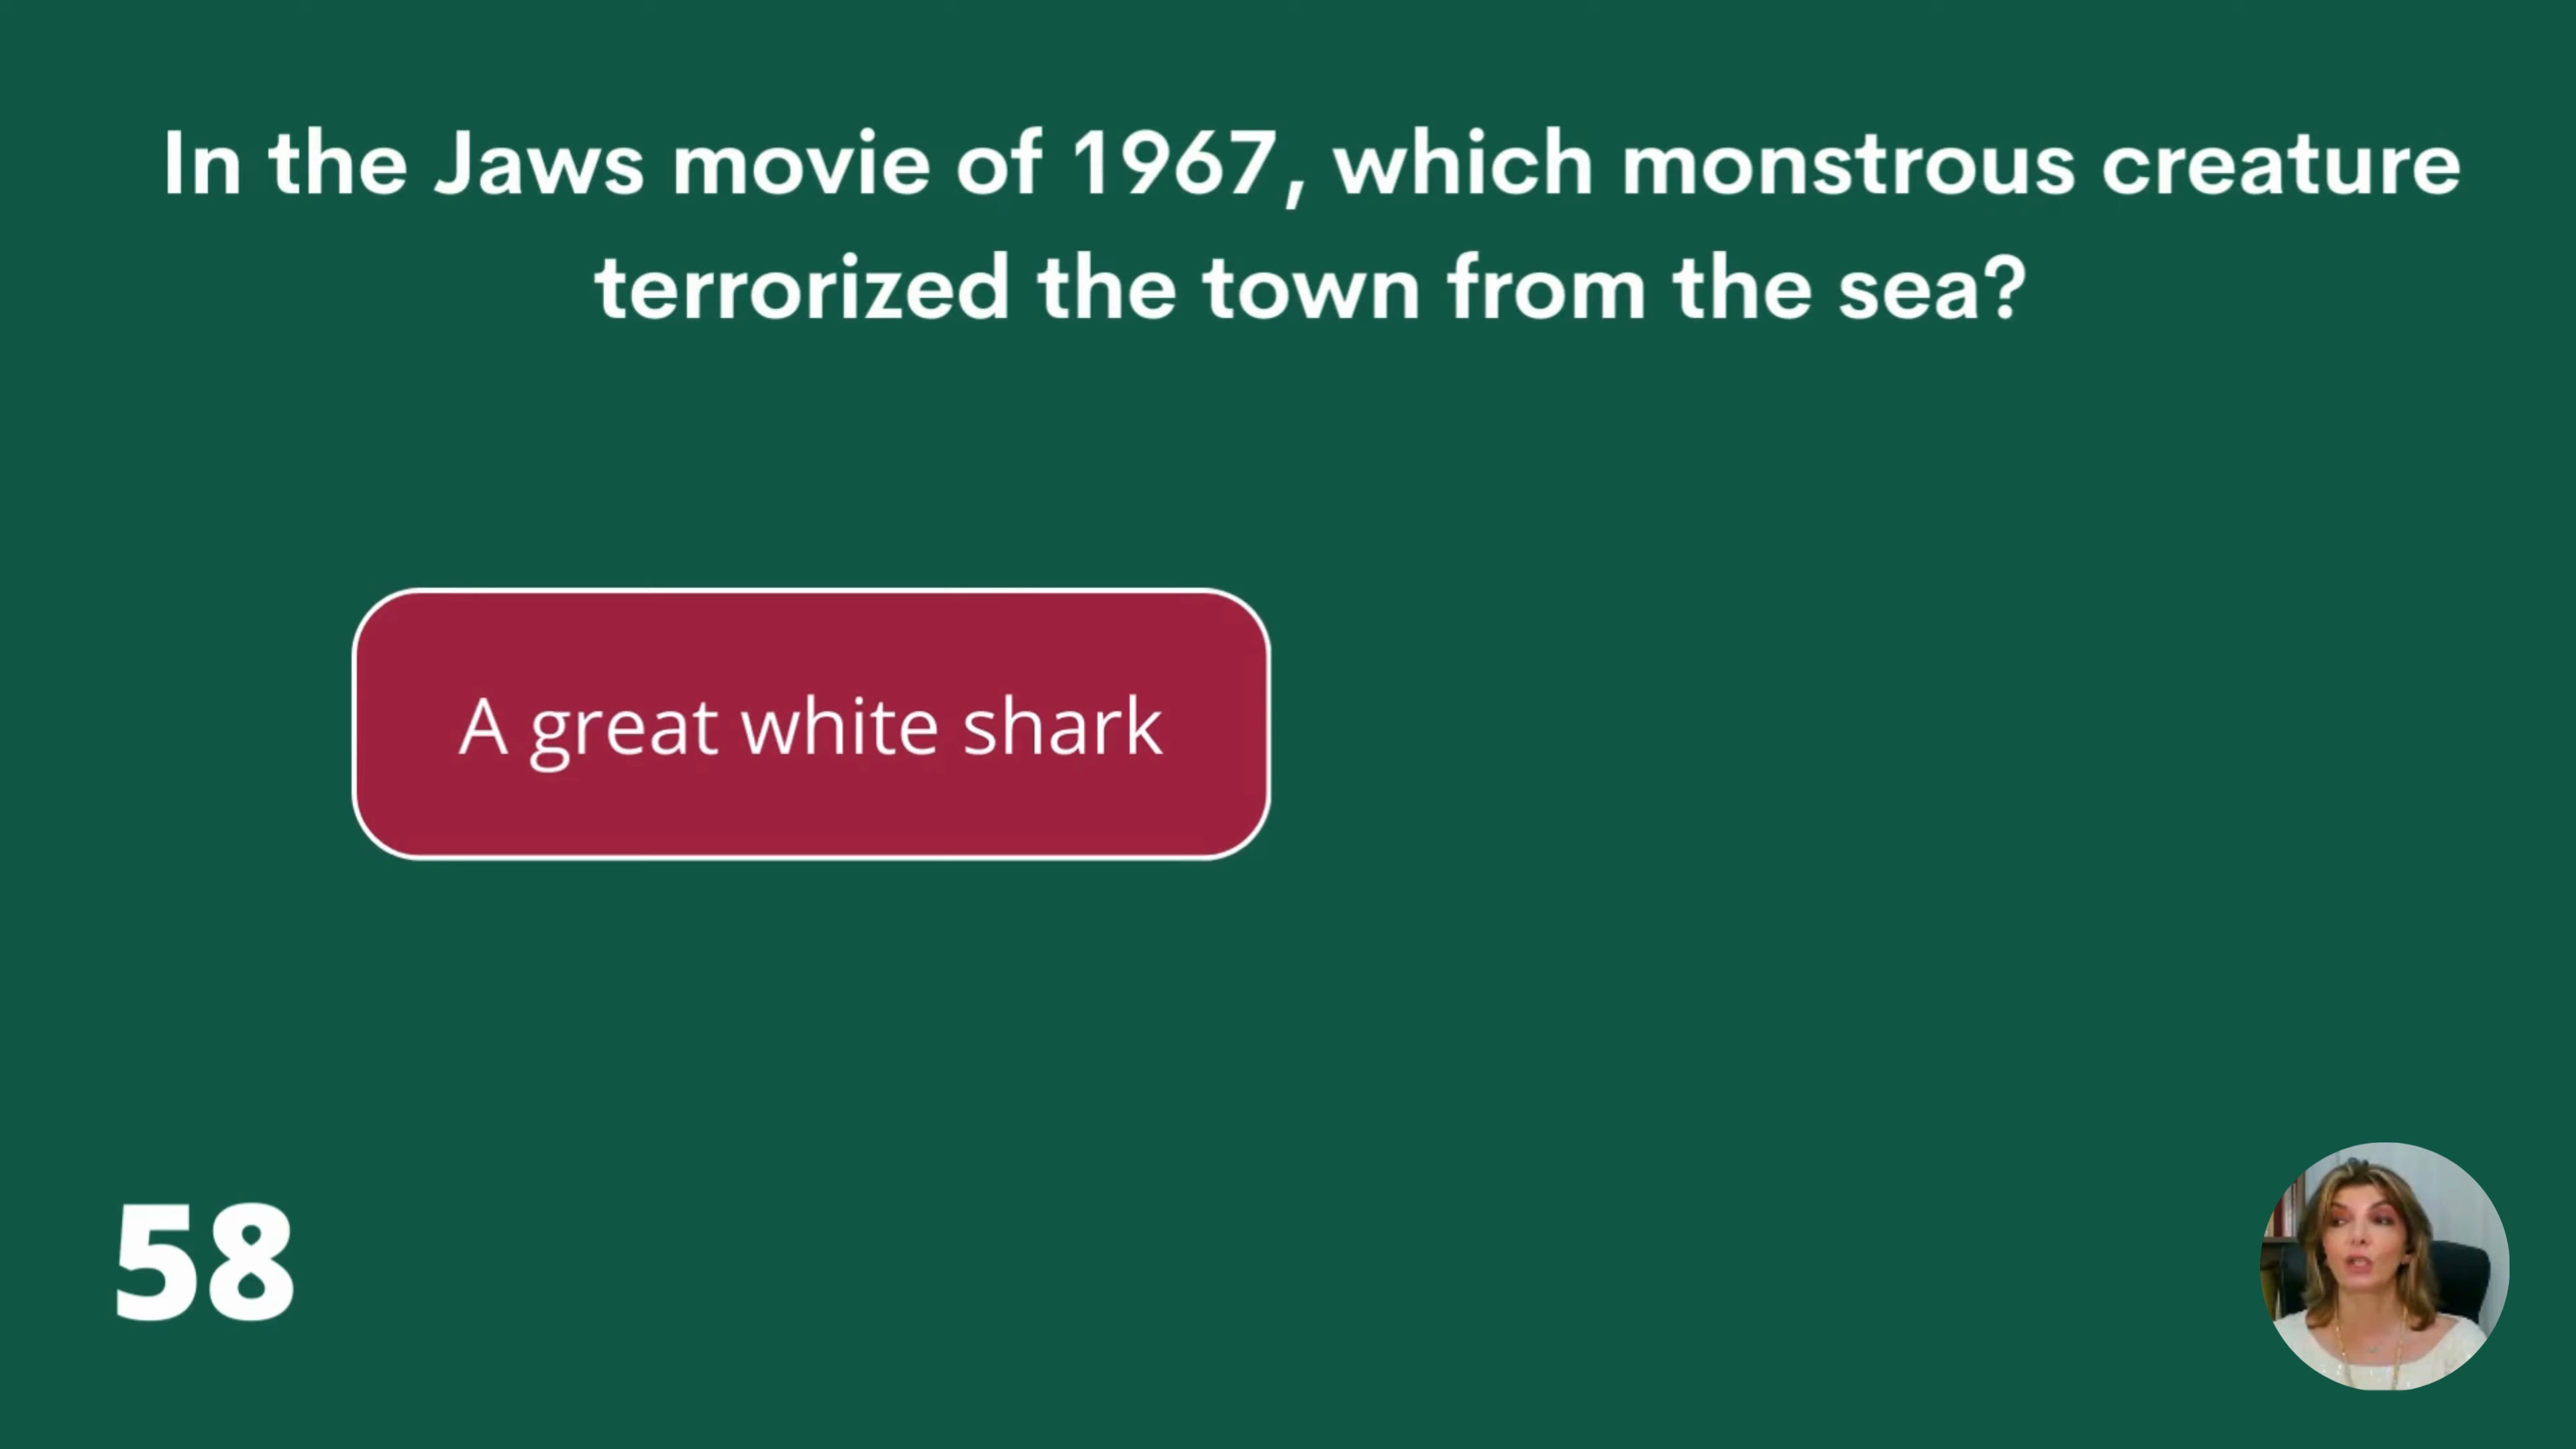 In the Jaws movie of 1967, which monstrous creature
terrorized the town from the sea?
A great white shark
58